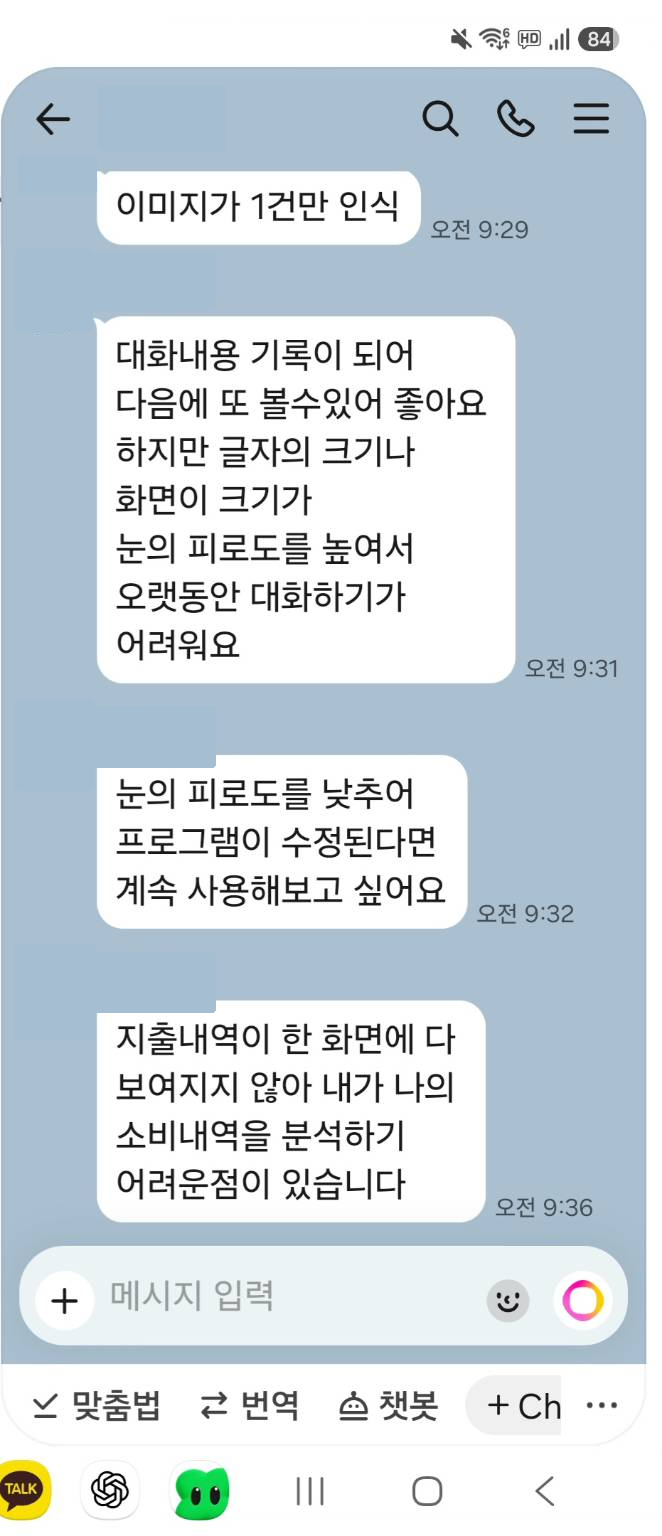 6
HD
84
이미지가 1건만 인식
오전 9:29
대화내용 기록이 되어
다음에 또 볼수있어 좋아요
하지만 글자의 크기나
화면이 크기가
눈의 피로도를 높여서
오랫동안 대화하기가
어려워요
오전 9:31
눈의 피로도를 낮추어
프로그램이 수정된다면
계속 사용해보고 싶어요
오전 9:32
지출내역이 한 화면에 다
보여지지 않아 내가 나의
소비내역을 분석하기
어려운점이 있습니다
오전 9:36
메시지 입력
맞춤법 번역 챗봇 + Ch
TALK